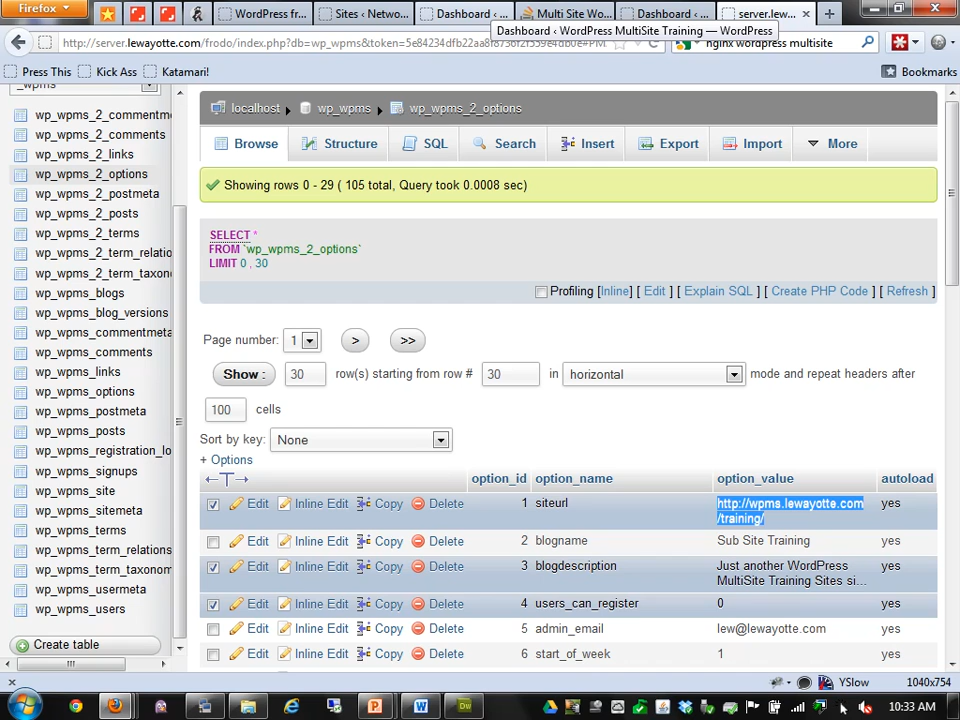 Firefox
WordPress fr...
Sites ‹ Netwo...
Dashboard ‹ ...
Multi Site Wo...
Dashboard ‹ ...
server.lew...
Dashboard ‹ WordPress MultiSite Training — WordPress
nginx wordpress multisite
Press This
Kick Ass
Katamari!
Bookmarks
_wpms
wp_wpms_2_commentm
wp_wpms_2_comments
wp_wpms_2_links
wp_wpms_2_options
wp_wpms_2_postmeta
wp_wpms_2_posts
wp_wpms_2_terms
wp_wpms_2_term_relatio
wp_wpms_2_term_taxono
wp_wpms_blogs
wp_wpms_blog_versions
wp_wpms_commentmeta
wp_wpms_comments
wp_wpms_links
wp_wpms_options
wp_wpms_postmeta
wp_wpms_posts
wp_wpms_registration_lo
wp_wpms_signups
wp_wpms_site
wp_wpms_sitemeta
wp_wpms_terms
wp_wpms_term_relations
wp_wpms_term_taxonom
wp_wpms_usermeta
wp_wpms_users
Create table
localhost ▸ wp_wpms ▸ wp_wpms_2_options
Browse Structure SQL Search Insert Export Import More
Showing rows 0 - 29 ( 105 total, Query took 0.0008 sec)
SELECT *
FROM `wp_wpms_2_options`
LIMIT 0 , 30
Profiling [Inline] [ Edit ] [ Explain SQL ] [ Create PHP Code ] [ Refresh ]
Page number: 1 > >>
Show : 30 row(s) starting from row # 30 in horizontal mode and repeat headers after
100 cells
Sort by key: None
+ Options
←T→ option_id option_name option_value autoload
Edit Inline Edit Copy Delete 1 siteurl http://wpms.lewayotte.com yes
/training/
Edit Inline Edit Copy Delete 2 blogname Sub Site Training yes
Edit Inline Edit Copy Delete 3 blogdescription Just another WordPress yes
MultiSite Training Sites si...
Edit Inline Edit Copy Delete 4 users_can_register 0 yes
Edit Inline Edit Copy Delete 5 admin_email lew@lewayotte.com yes
Edit Inline Edit Copy Delete 6 start_of_week 1 yes
× YSlow 1040x754
10:33 AM